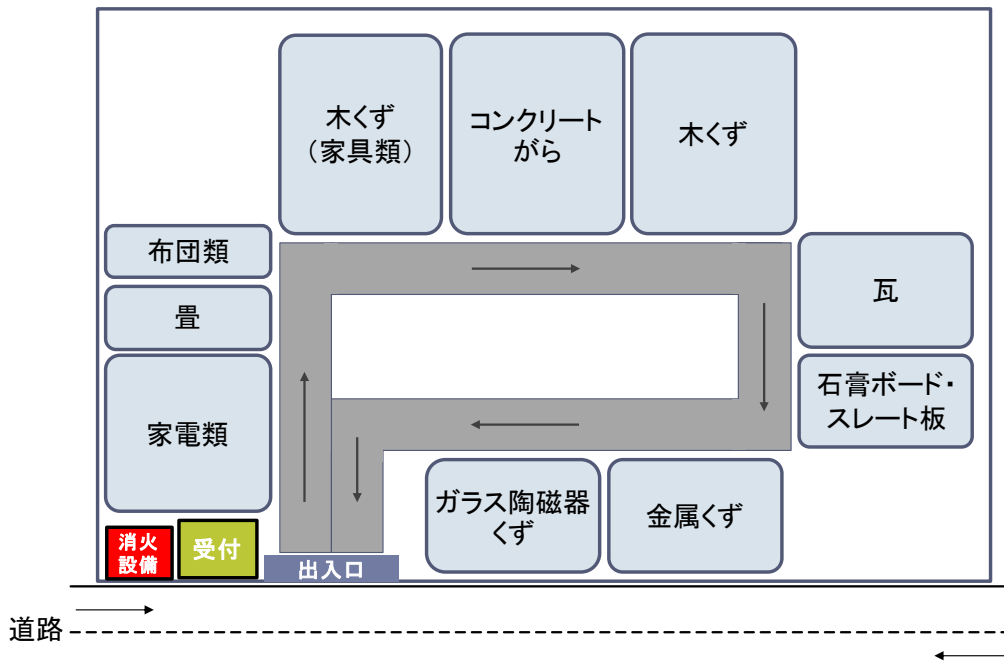 木くず
（家具類）
コンクリート
がら
木くず
布団類
畳
家電類
瓦
石膏ボード・
スレート板
ガラス陶磁器
くず
金属くず
消火
設備
受付
出入口
道路